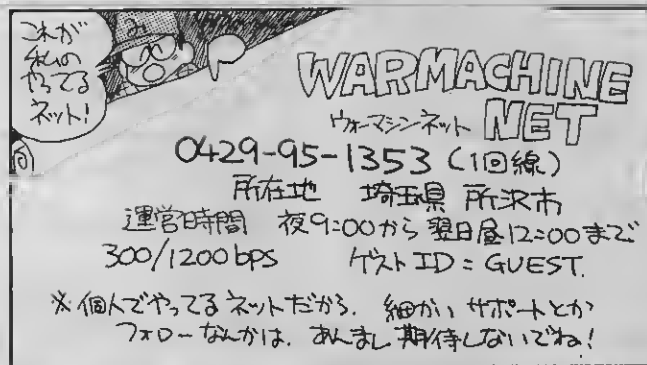 これが
私の
やってる
ネット!
WARMACHINE
ウォーマシンネット NET
0429-95-1353 (1回線)
所在地 埼玉県 所沢市
運営時間 夜9:00から 翌日昼12:00まで
300/1200bps ゲストID=GUEST.
※個人でやってるネットだから、細かいサポートとか
フォローなんかは、あんまし期待しないでね!